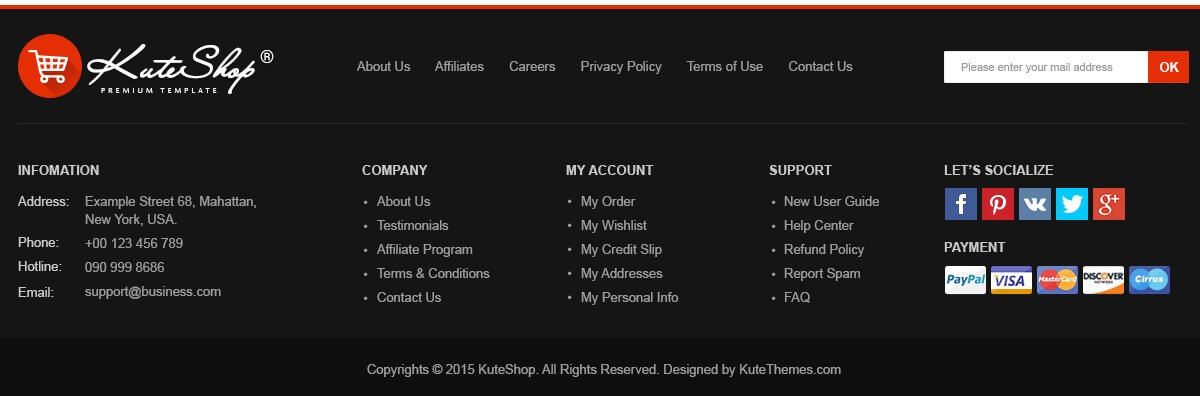 KuteShop ®
PREMIUM TEMPLATE
About Us Affiliates Careers Privacy Policy Terms of Use Contact Us
Please enter your mail address OK
INFOMATION
Address: Example Street 68, Mahattan,
New York, USA.
Phone: +00 123 456 789
Hotline: 090 999 8686
Email: support@business.com
COMPANY
• About Us
• Testimonials
• Affiliate Program
• Terms & Conditions
• Contact Us
MY ACCOUNT
• My Order
• My Wishlist
• My Credit Slip
• My Addresses
• My Personal Info
SUPPORT
• New User Guide
• Help Center
• Refund Policy
• Report Spam
• FAQ
LET'S SOCIALIZE
f g+
PAYMENT
PayPal VISA MasterCard DISCOVER NETWORK Cirrus
Copyrights © 2015 KuteShop. All Rights Reserved. Designed by KuteThemes.com